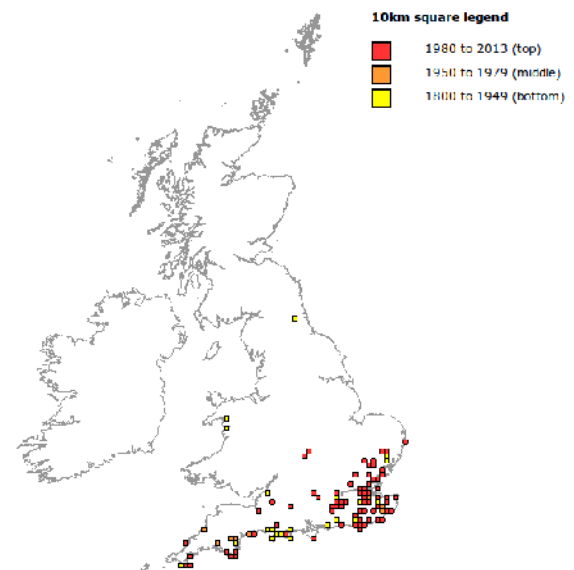 10km square legend
1980 to 2013 (top)
1950 to 1979 (middle)
1800 to 1949 (bottom)